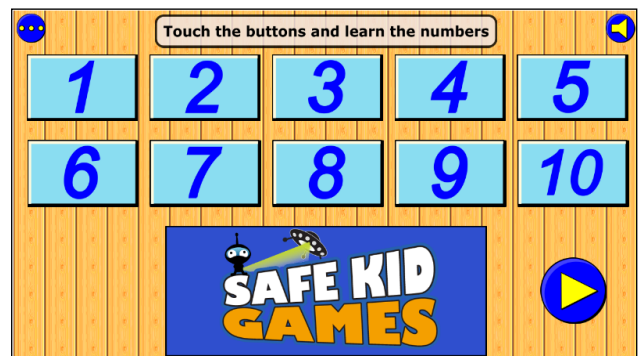 Touch the buttons and learn the numbers
1 2 3 4 5
6 7 8 9 10
SAFE KID
GAMES